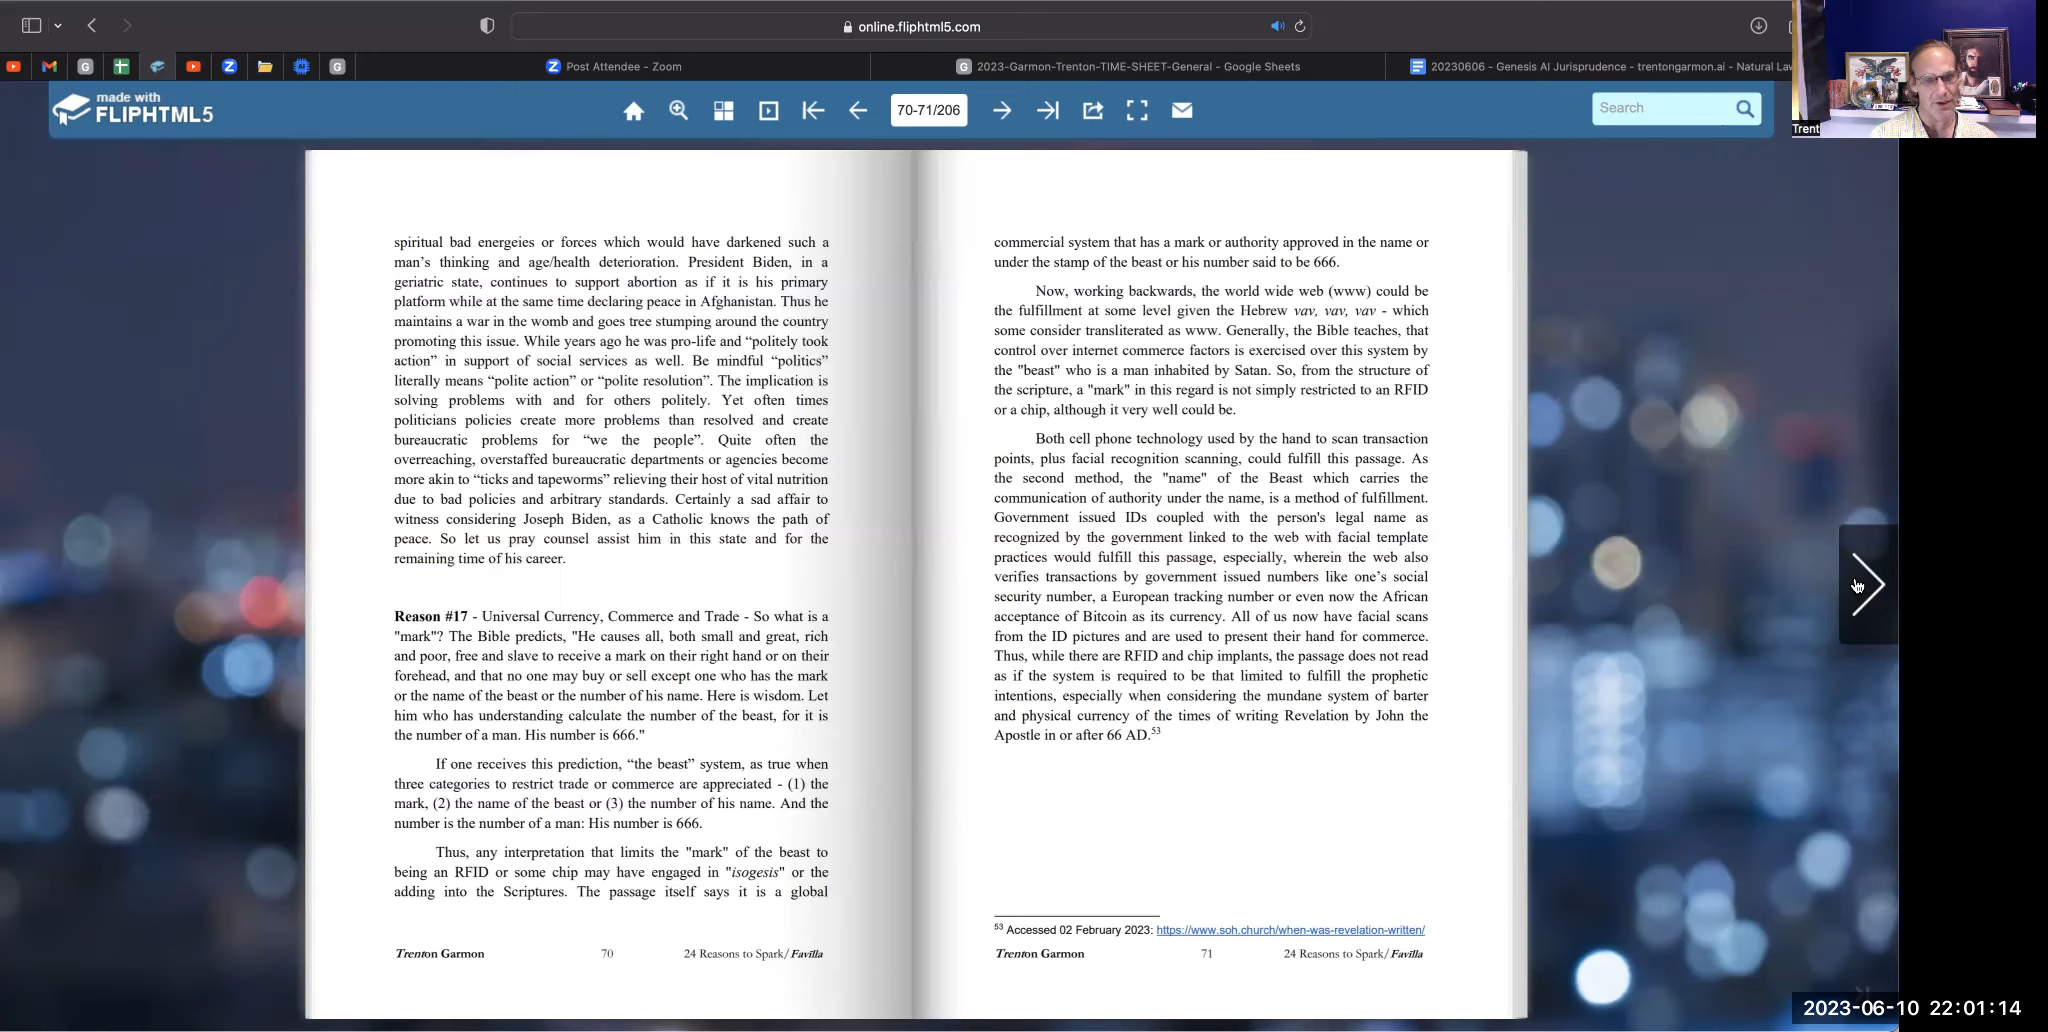 online.fliphtml5.com
Post Attendee - Zoom
2023-Garmon-Trenton-TIME-SHEET-General - Google Sheets
20230606 - Genesis AI Jurisprudence - trentongarmon.ai - Natural Law
made with
FLIPHTML5
70-71/206
Search
Trent
spiritual bad energeies or forces which would have darkened such a
man's thinking and age/health deterioration. President Biden, in a
geriatric state, continues to support abortion as if it is his primary
platform while at the same time declaring peace in Afghanistan. Thus he
maintains a war in the womb and goes tree stumping around the country
promoting this issue. While years ago he was pro-life and “politely took
action” in support of social services as well. Be mindful “politics”
literally means “polite action” or “polite resolution”. The implication is
solving problems with and for others politely. Yet often times
politicians policies create more problems than resolved and create
bureaucratic problems for “we the people”. Quite often the
overreaching, overstaffed bureaucratic departments or agencies become
more akin to “ticks and tapeworms” relieving their host of vital nutrition
due to bad policies and arbitrary standards. Certainly a sad affair to
witness considering Joseph Biden, as a Catholic knows the path of
peace. So let us pray counsel assist him in this state and for the
remaining time of his career.
Reason #17 - Universal Currency, Commerce and Trade - So what is a
"mark"? The Bible predicts, "He causes all, both small and great, rich
and poor, free and slave to receive a mark on their right hand or on their
forehead, and that no one may buy or sell except one who has the mark
or the name of the beast or the number of his name. Here is wisdom. Let
him who has understanding calculate the number of the beast, for it is
the number of a man. His number is 666."
If one receives this prediction, “the beast” system, as true when
three categories to restrict trade or commerce are appreciated - (1) the
mark, (2) the name of the beast or (3) the number of his name. And the
number is the number of a man: His number is 666.
Thus, any interpretation that limits the "mark" of the beast to
being an RFID or some chip may have engaged in "isogesis" or the
adding into the Scriptures. The passage itself says it is a global
Trenton Garmon 70 24 Reasons to Spark/Favilla
commercial system that has a mark or authority approved in the name or
under the stamp of the beast or his number said to be 666.
Now, working backwards, the world wide web (www) could be
the fulfillment at some level given the Hebrew vav, vav, vav - which
some consider transliterated as www. Generally, the Bible teaches, that
control over internet commerce factors is exercised over this system by
the "beast" who is a man inhabited by Satan. So, from the structure of
the scripture, a "mark" in this regard is not simply restricted to an RFID
or a chip, although it very well could be.
Both cell phone technology used by the hand to scan transaction
points, plus facial recognition scanning, could fulfill this passage. As
the second method, the "name" of the Beast which carries the
communication of authority under the name, is a method of fulfillment.
Government issued IDs coupled with the person's legal name as
recognized by the government linked to the web with facial template
practices would fulfill this passage, especially, wherein the web also
verifies transactions by government issued numbers like one's social
security number, a European tracking number or even now the African
acceptance of Bitcoin as its currency. All of us now have facial scans
from the ID pictures and are used to present their hand for commerce.
Thus, while there are RFID and chip implants, the passage does not read
as if the system is required to be that limited to fulfill the prophetic
intentions, especially when considering the mundane system of barter
and physical currency of the times of writing Revelation by John the
Apostle in or after 66 AD.53
53 Accessed 02 February 2023: https://www.soh.church/when-was-revelation-written/
Trenton Garmon 71 24 Reasons to Spark/Favilla
2023-06-10 22:01:14